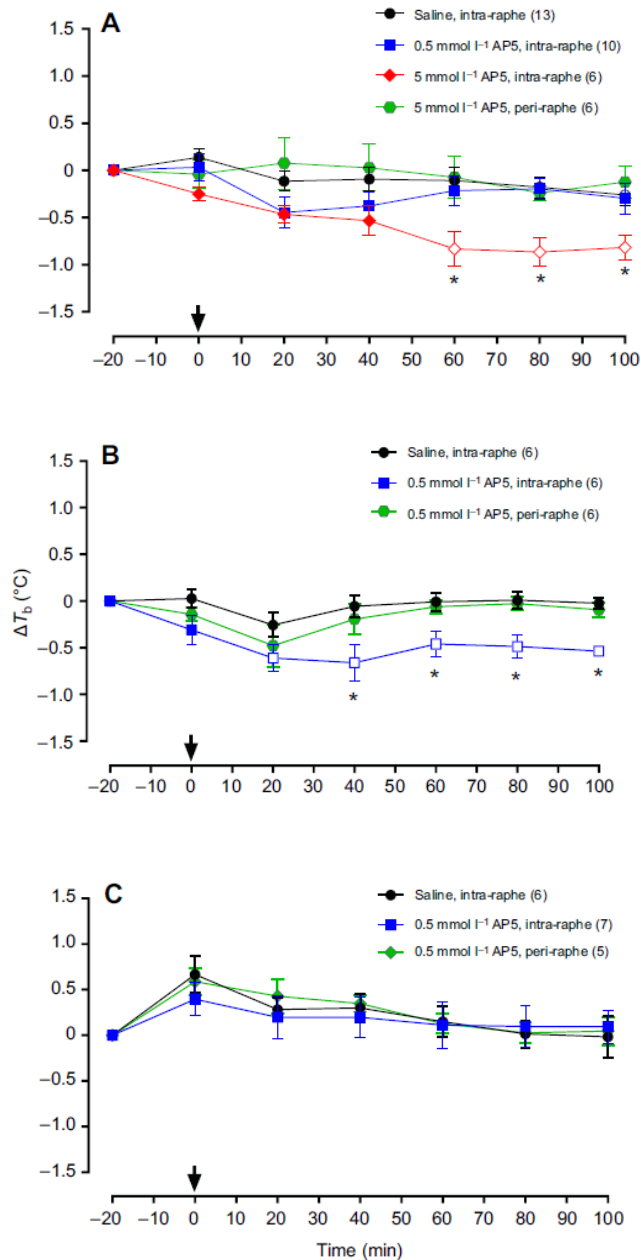 A
Saline, intra-raphe (13)
0.5 mmol l⁻¹ AP5, intra-raphe (10)
5 mmol l⁻¹ AP5, intra-raphe (6)
5 mmol l⁻¹ AP5, peri-raphe (6)
1.5
1.0
0.5
0
–0.5
–1.0
–1.5
* * *
–20 –10 0 10 20 30 40 50 60 70 80 90 100
B
Saline, intra-raphe (6)
0.5 mmol l⁻¹ AP5, intra-raphe (6)
0.5 mmol l⁻¹ AP5, peri-raphe (6)
ΔTb (°C)
1.5
1.0
0.5
0
–0.5
–1.0
–1.5
* * * *
–20 –10 0 10 20 30 40 50 60 70 80 90 100
C
Saline, intra-raphe (6)
0.5 mmol l⁻¹ AP5, intra-raphe (7)
0.5 mmol l⁻¹ AP5, peri-raphe (5)
1.5
1.0
0.5
0
–0.5
–1.0
–1.5
–20 –10 0 10 20 30 40 50 60 70 80 90 100
Time (min)